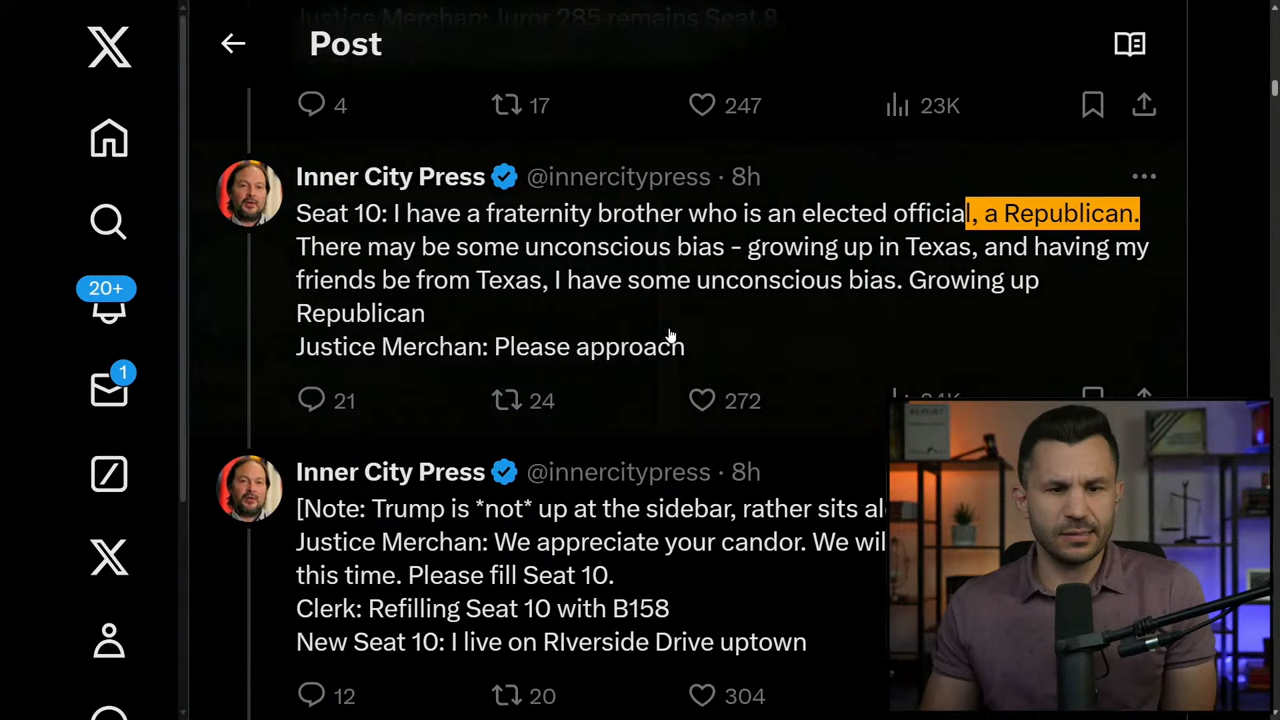 Justice Merchan: Juror 285 remains Seat 8
Post
4 17 247 23K
Inner City Press @innercitypress · 8h
Seat 10: I have a fraternity brother who is an elected official, a Republican.
There may be some unconscious bias - growing up in Texas, and having my
friends be from Texas, I have some unconscious bias. Growing up
Republican
Justice Merchan: Please approach
20+
1
21 24 272
Inner City Press @innercitypress · 8h
[Note: Trump is *not* up at the sidebar, rather sits al
Justice Merchan: We appreciate your candor. We wil
this time. Please fill Seat 10.
Clerk: Refilling Seat 10 with B158
New Seat 10: I live on RIverside Drive uptown
12 20 304
REPORT